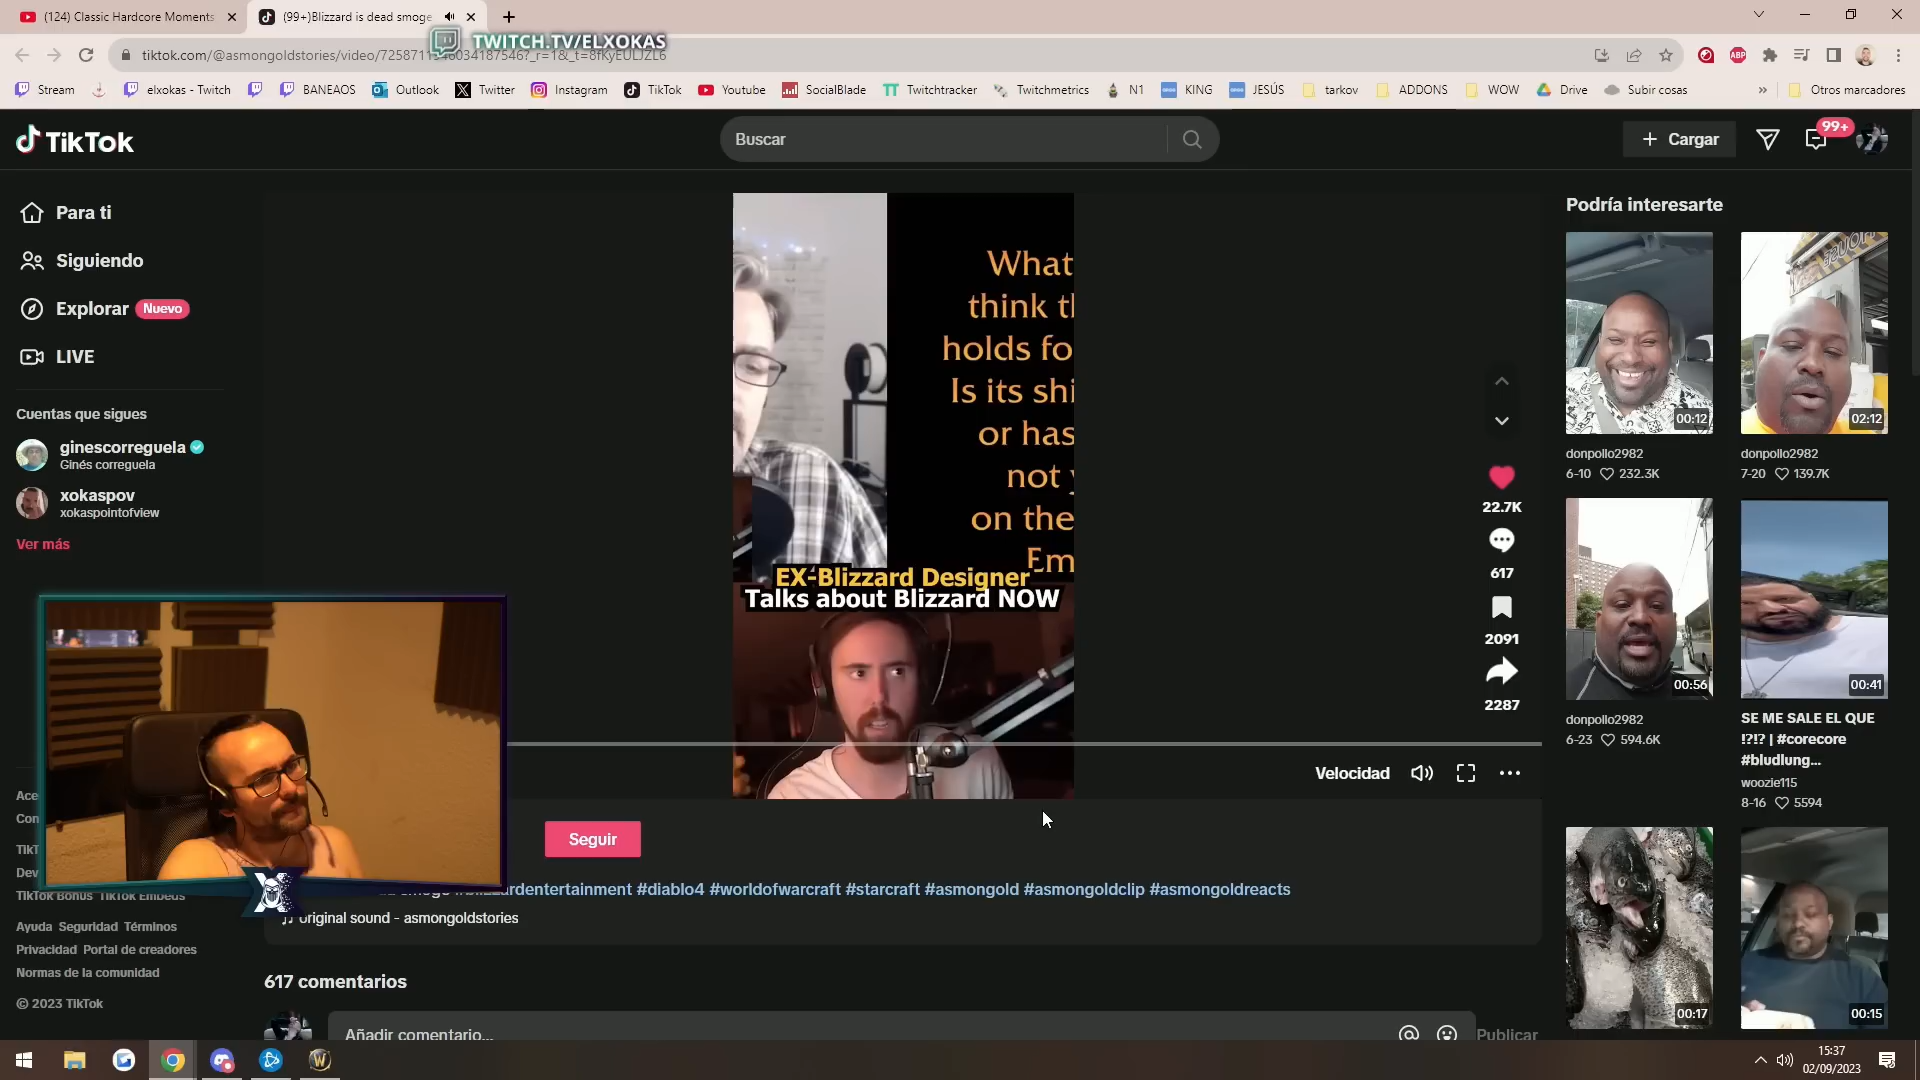 (124) Classic Hardcore Moments
(99+)Blizzard is dead smoge
TWITCH.TV/ELXOKAS
Stream
elxokas - Twitch
BANEAOS
Outlook
Twitter
Instagram
TikTok
Youtube
SocialBlade
Twitchtracker
Twitchmetrics
N1
KING
JESÚS
tarkov
ADDONS
WOW
Drive
Subir cosas
»
Otros marcadores
TikTok
Buscar
+ Cargar
99+
Para ti
Siguiendo
Explorar Nuevo
LIVE
Cuentas que sigues
ginescorreguela
Ginés correguela
xokaspov
xokaspointofview
Ver más
What
think
holds fo
Is its shi
or has
not
on the
Em
EX-Blizzard Designer
Talks about Blizzard NOW
22.7K
617
2091
2287
Velocidad
Seguir
#diablo4 #worldofwarcraft #starcraft #asmongold #asmongoldclip #asmongoldreacts
original sound - asmongoldstories
617 comentarios
Añadir comentario...
Publicar
TikTok Bonus TikTok Embeds
Ayuda Seguridad Términos
Privacidad Portal de creadores
Normas de la comunidad
© 2023 TikTok
Podría interesarte
00:12
donpollo2982
6-10 232.3K
02:12
donpollo2982
7-20 139.7K
00:56
donpollo2982
6-23 594.6K
00:41
SE ME SALE EL QUE
!?!? | #corecore
#bludlung...
woozie115
8-16 5594
00:17
00:15
15:37
02/09/2023